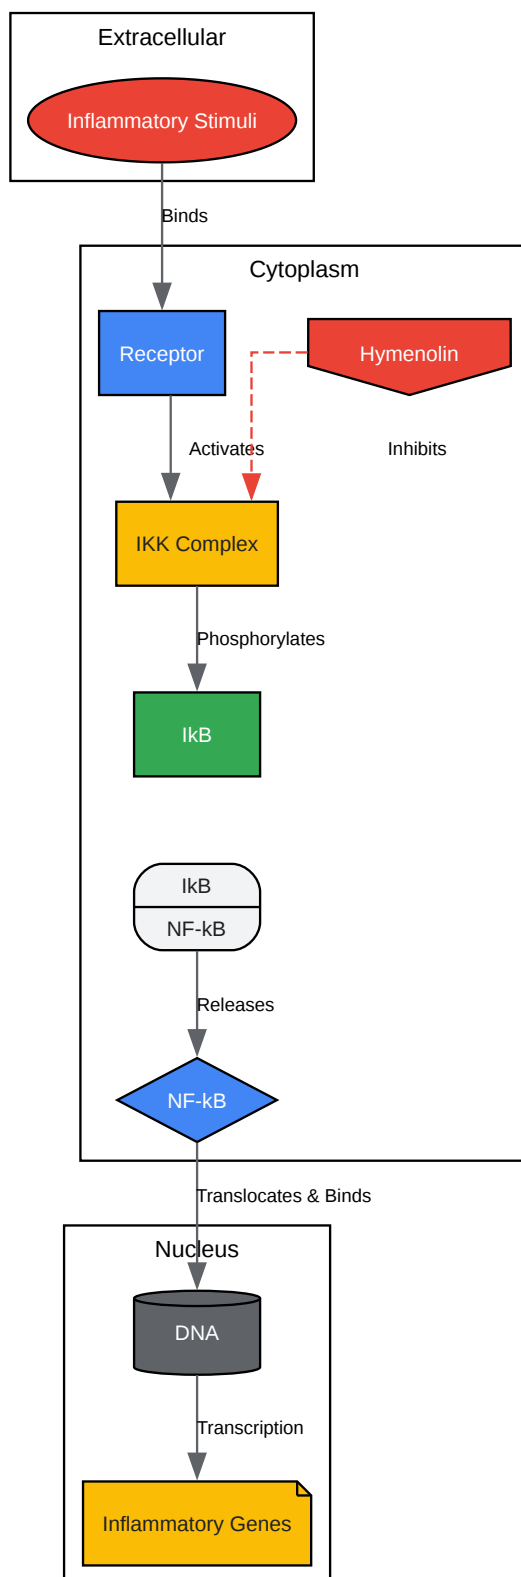 Extracellular
Inflammatory Stimuli
Binds
Cytoplasm
Receptor
Hymenolin
Activates
Inhibits
IKK Complex
Phosphorylates
IkB
IkB
NF-kB
Releases
NF-kB
Translocates & Binds
Nucleus
DNA
Transcription
Inflammatory Genes